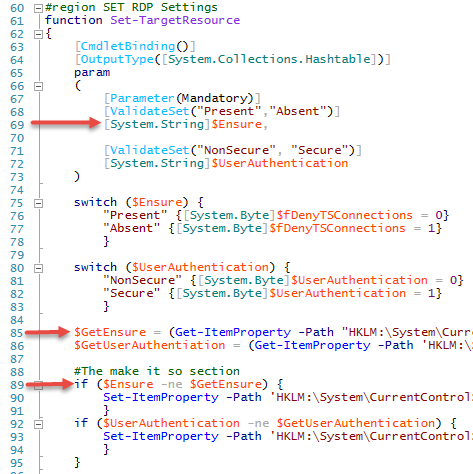 60 #region SET RDP Settings
61 function Set-TargetResource
62 {
63 [CmdletBinding()]
64 [OutputType([System.Collections.Hashtable])]
65 param
66 (
67 [Parameter(Mandatory)]
68 [ValidateSet("Present","Absent")]
69 [System.String]$Ensure,
70
71 [ValidateSet("NonSecure", "Secure")]
72 [System.String]$UserAuthentication
73 )
74
75 switch ($Ensure) {
76 "Present" {[System.Byte]$fDenyTSConnections = 0}
77 "Absent" {[System.Byte]$fDenyTSConnections = 1}
78 }
79
80 switch ($UserAuthentication) {
81 "NonSecure" {[System.Byte]$UserAuthentication = 0}
82 "Secure" {[System.Byte]$UserAuthentication = 1}
83 }
84
85 $GetEnsure = (Get-ItemProperty -Path "HKLM:\System\Curr
86 $GetUserAuthentiation = (Get-ItemProperty -Path 'HKLM:\
87
88 #The make it so section
89 if ($Ensure -ne $GetEnsure) {
90 Set-ItemProperty -Path 'HKLM:\System\CurrentControlS
91 }
92 if ($UserAuthentication -ne $GetUserAuthentication) {
93 Set-ItemProperty -Path 'HKLM:\System\CurrentControlS
94 }
95 }